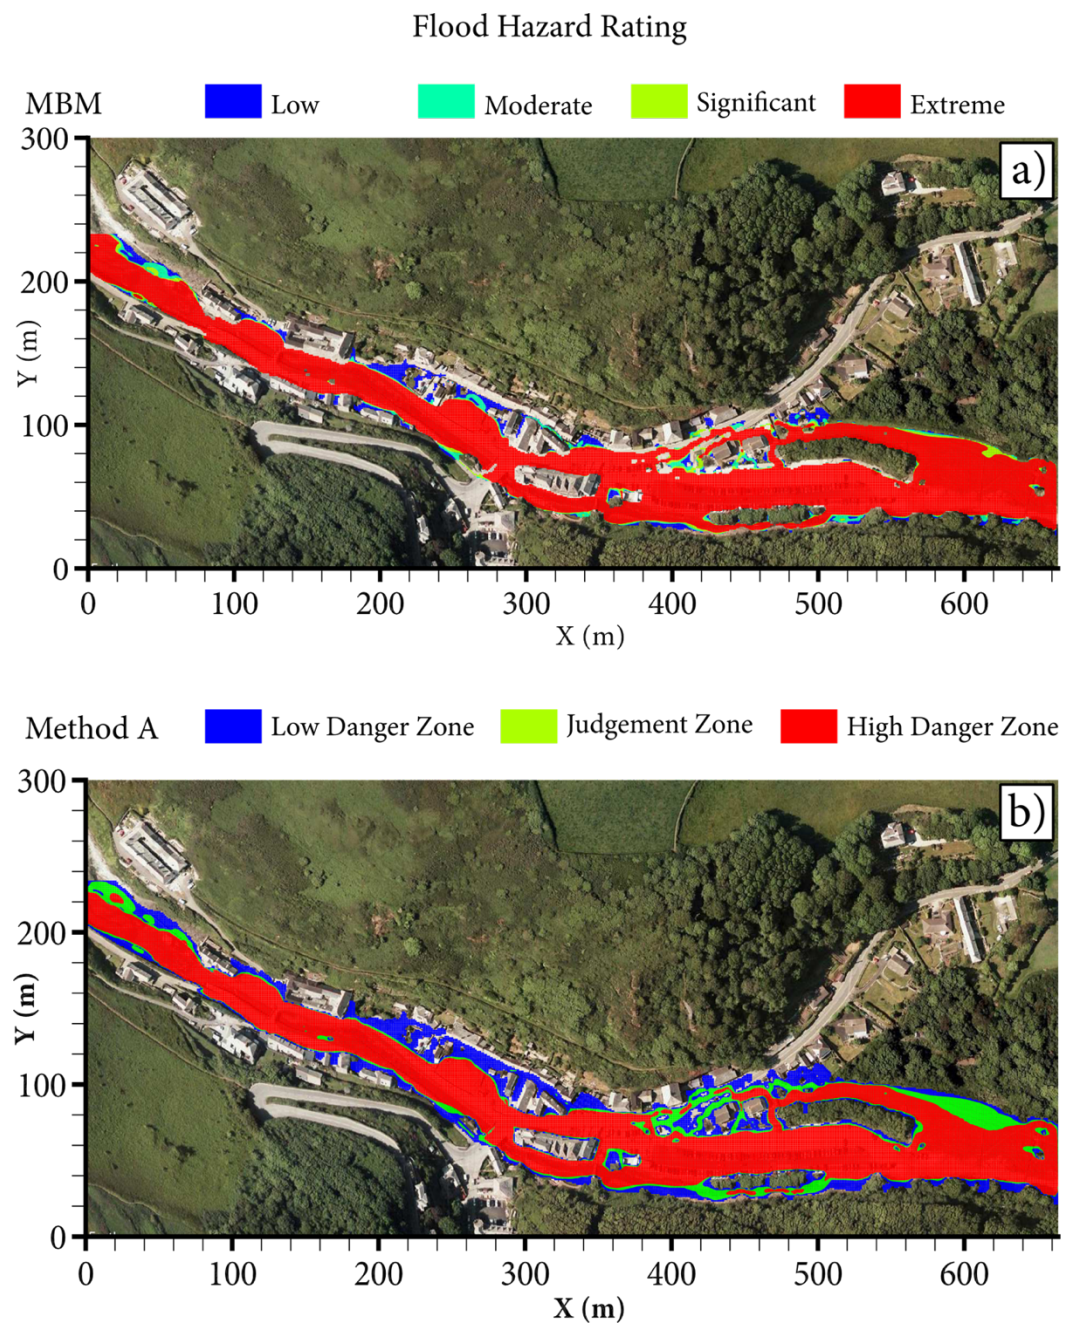 Flood Hazard Rating
MBM Low Moderate Significant Extreme
a)
300
200
100
0
Y (m)
0 100 200 300 400 500 600
X (m)
Method A Low Danger Zone Judgement Zone High Danger Zone
b)
300
200
100
0
Y (m)
0 100 200 300 400 500 600
X (m)